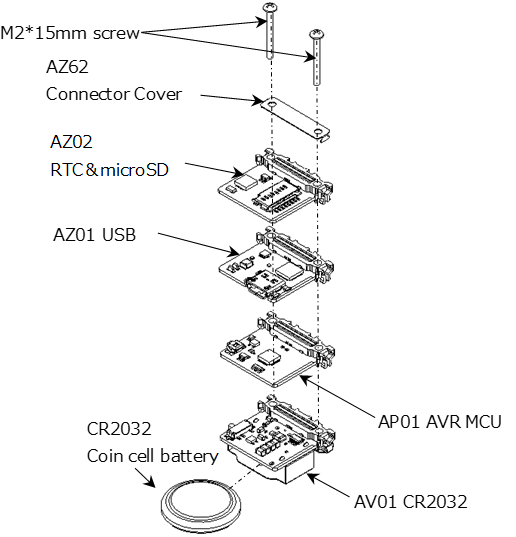 M2*15mm screw
AZ62
Connector Cover
AZ02
RTC&microSD
AZ01 USB
AP01 AVR MCU
CR2032
Coin cell battery
AV01 CR2032